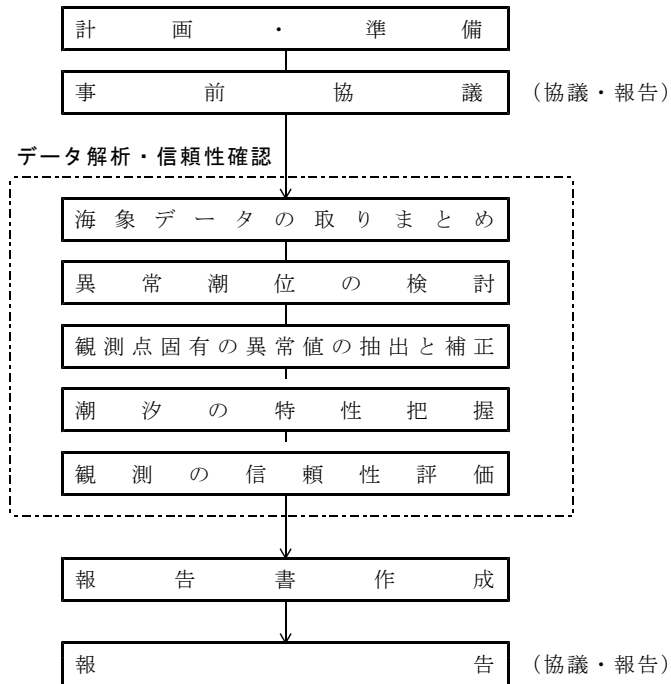 計画・準備
事前協議 (協議・報告)
データ解析・信頼性確認
海象データの取りまとめ
異常潮位の検討
観測点固有の異常値の抽出と補正
潮汐の特性把握
観測の信頼性評価
報告書作成
報告 (協議・報告)